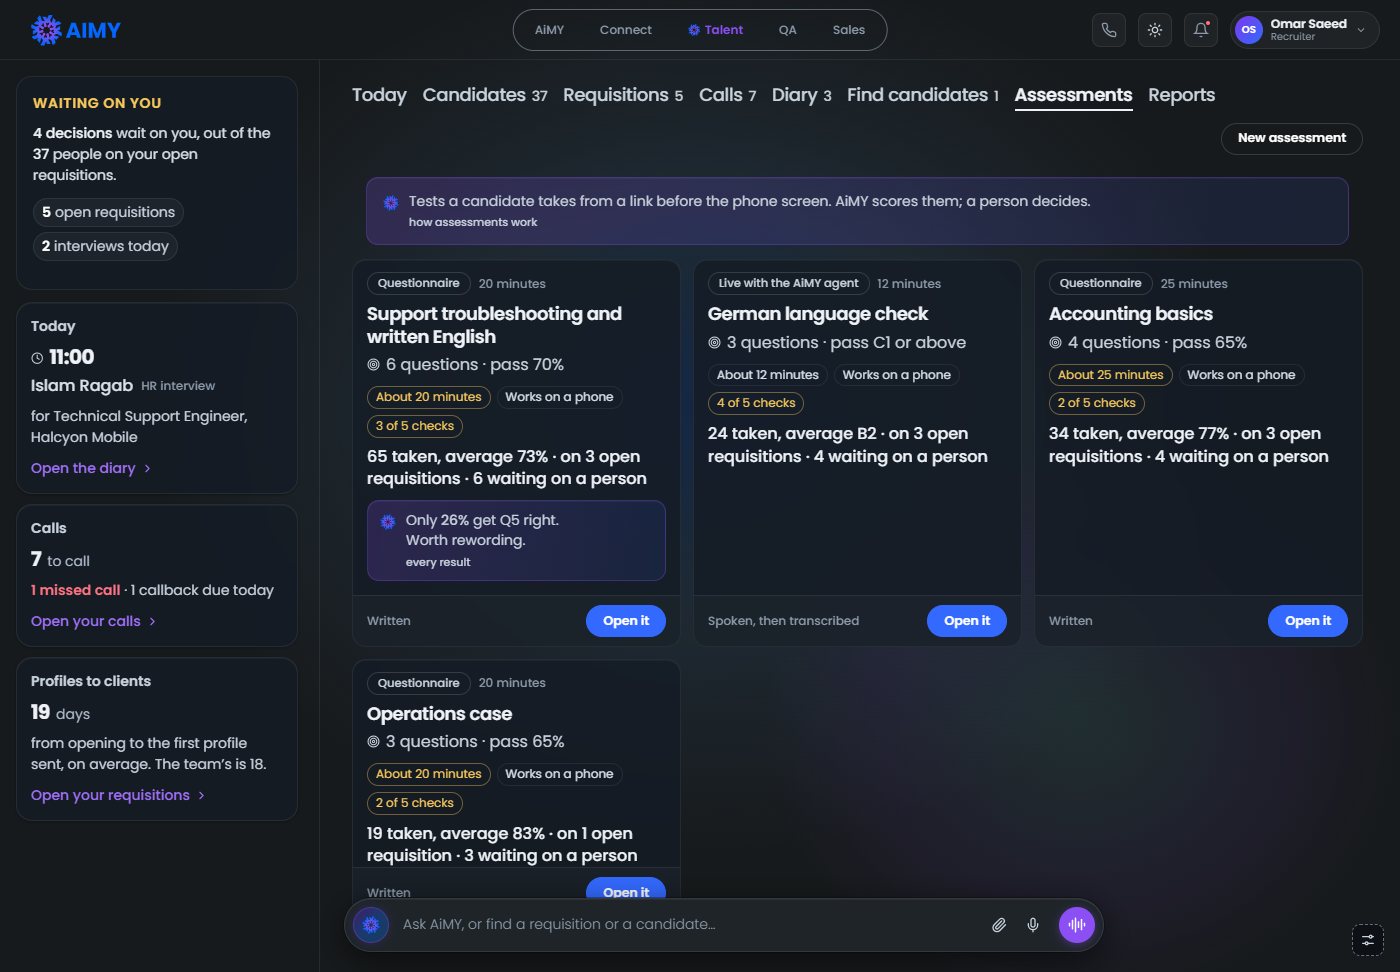 AIMY
AiMY
Connect
Talent
QA
Sales
OS
Omar Saeed
Recruiter
WAITING ON YOU
4 decisions wait on you, out of the
37 people on your open
requisitions.
5 open requisitions
2 interviews today
Today
11:00
Islam Ragab HR interview
for Technical Support Engineer,
Halcyon Mobile
Open the diary
Calls
7 to call
1 missed call · 1 callback due today
Open your calls
Profiles to clients
19 days
from opening to the first profile
sent, on average. The team's is 18.
Open your requisitions
Today Candidates 37 Requisitions 5 Calls 7 Diary 3 Find candidates 1 Assessments Reports
New assessment
Tests a candidate takes from a link before the phone screen. AiMY scores them; a person decides.
how assessments work
Questionnaire 20 minutes
Support troubleshooting and
written English
6 questions · pass 70%
About 20 minutes Works on a phone
3 of 5 checks
65 taken, average 73% · on 3 open
requisitions · 6 waiting on a person
Only 26% get Q5 right.
Worth rewording.
every result
Written Open it
Live with the AiMY agent 12 minutes
German language check
3 questions · pass C1 or above
About 12 minutes Works on a phone
4 of 5 checks
24 taken, average B2 · on 3 open
requisitions · 4 waiting on a person
Spoken, then transcribed Open it
Questionnaire 25 minutes
Accounting basics
4 questions · pass 65%
About 25 minutes Works on a phone
2 of 5 checks
34 taken, average 77% · on 3 open
requisitions · 4 waiting on a person
Written Open it
Questionnaire 20 minutes
Operations case
3 questions · pass 65%
About 20 minutes Works on a phone
2 of 5 checks
19 taken, average 83% · on 1 open
requisition · 3 waiting on a person
Written Open it
Ask AiMY, or find a requisition or a candidate...